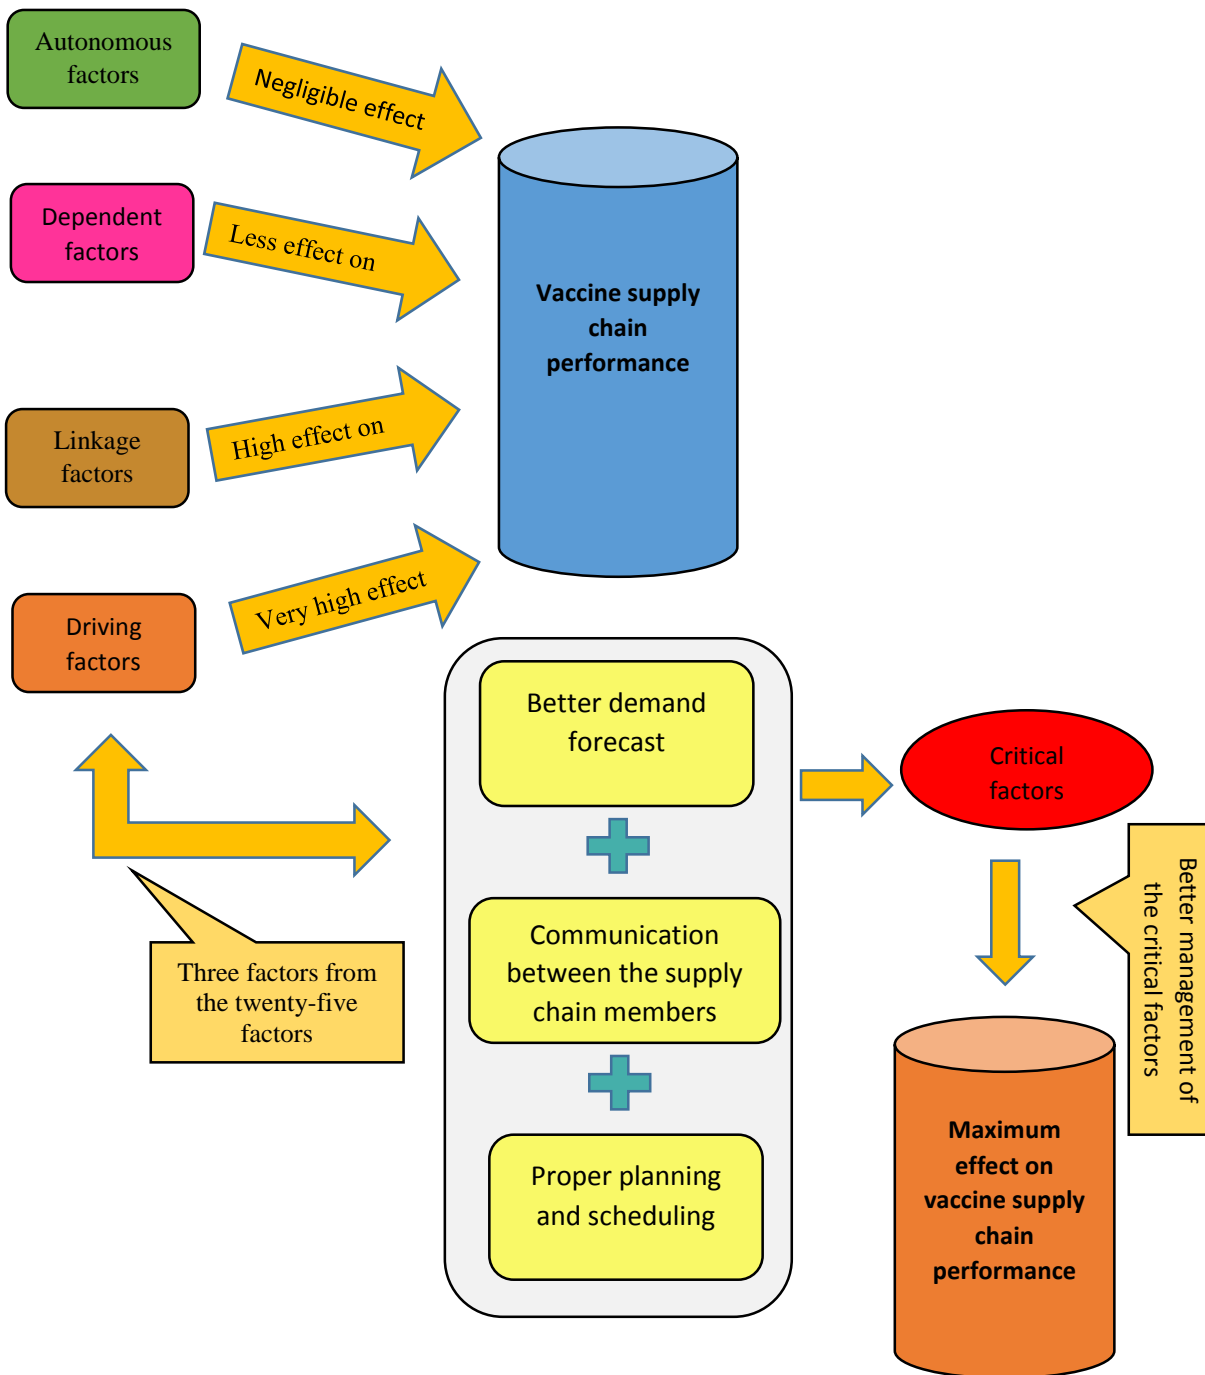 Autonomous
factors
Negligible effect
Dependent
factors
Less effect on
Vaccine supply
chain
performance
Linkage
factors
High effect on
Driving
factors
Very high effect
Better demand
forecast
Critical
factors
Communication
between the supply
chain members
Three factors from
the twenty-five
factors
Better management of
the critical factors
Proper planning
and scheduling
Maximum
effect on
vaccine supply
chain
performance